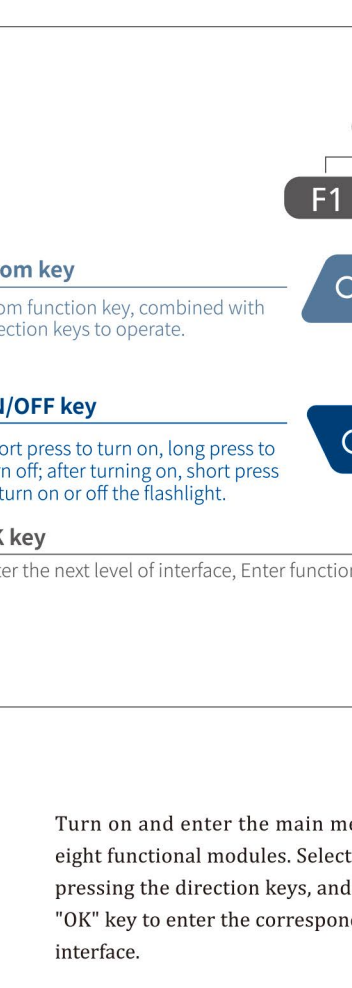 F1
om key
om function key, combined with
ection keys to operate.
N/OFF key
ort press to turn on, long press to
n off; after turning on, short press
turn on or off the flashlight.
K key
er the next level of interface, Enter function
Turn on and enter the main me
eight functional modules. Select
pressing the direction keys, and
"OK" key to enter the correspond
interface.